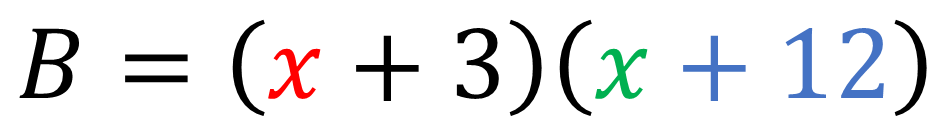 B = (x + 3)(x + 12)